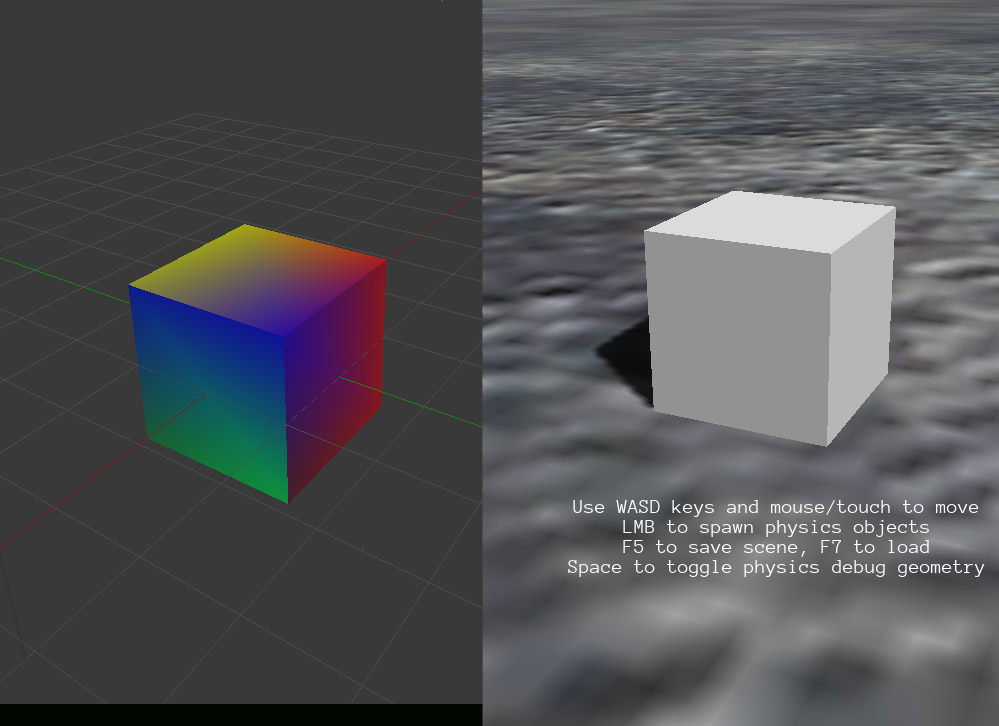 Use WASD keys and mouse/touch to move
LMB to spawn physics objects
F5 to save scene, F7 to load
Space to toggle physics debug geometry